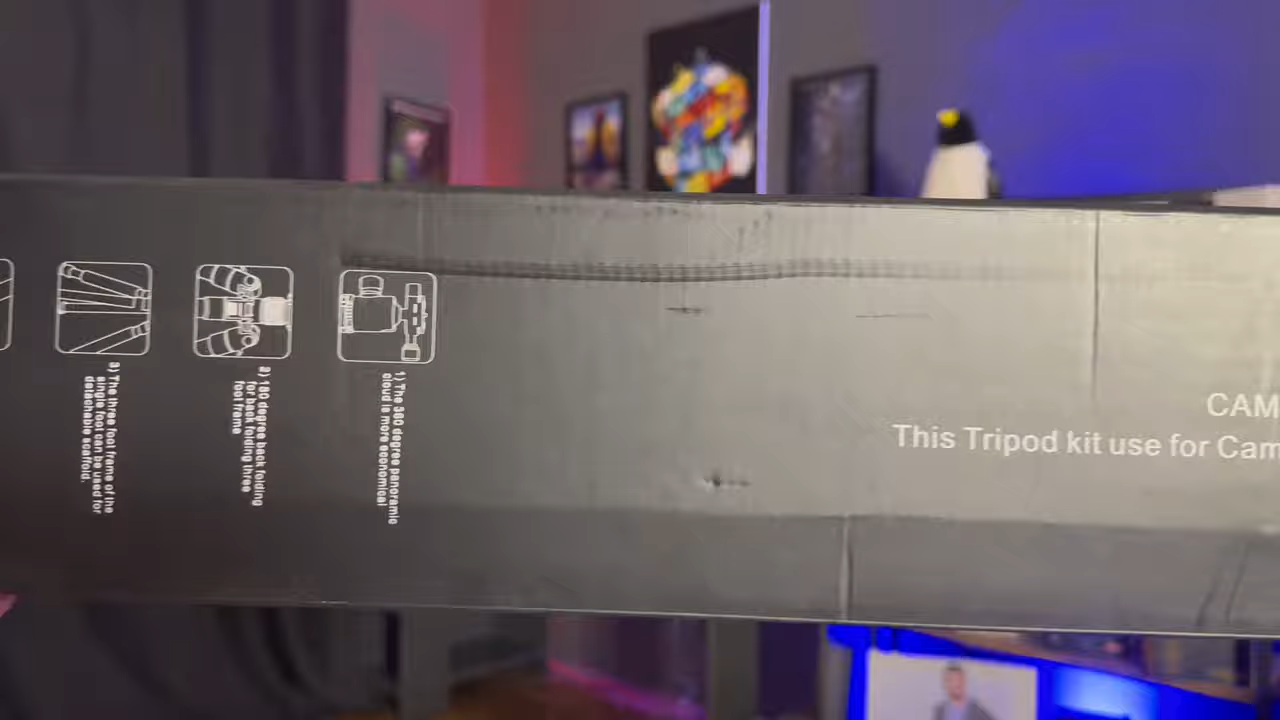 CAM
This Tripod kit use for Cam
1) The 360 degree panoramic
cloud is more economical
2) 180 degree back folding
for back folding three
foot frame
3) The three foot frame of the
single foot can be used for
detachable scaffold.